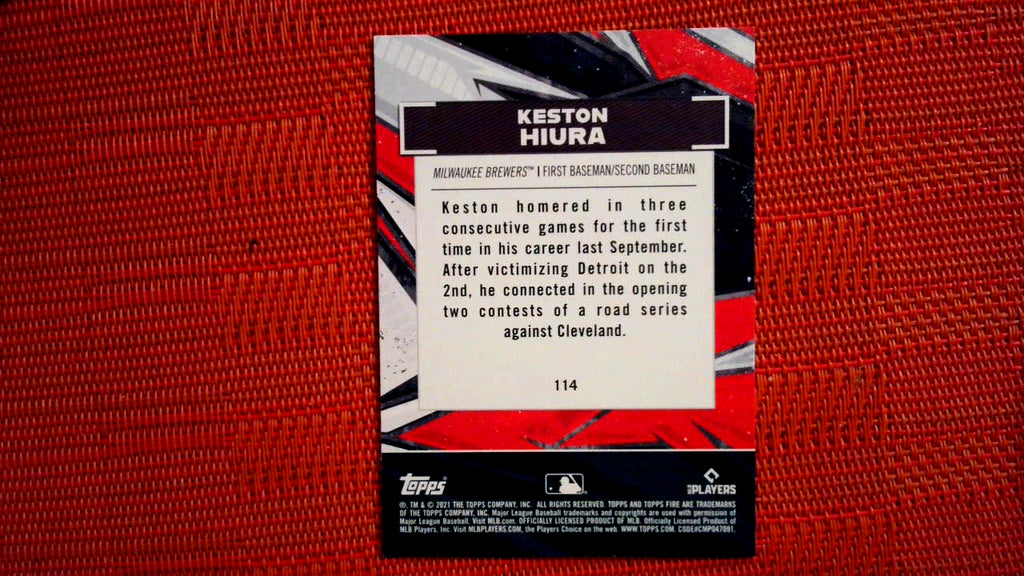 KESTON
HIURA
MILWAUKEE BREWERS™ | FIRST BASEMAN/SECOND BASEMAN
Keston homered in three
consecutive games for the first
time in his career last September.
After victimizing Detroit on the
2nd, he connected in the opening
two contests of a road series
against Cleveland.
114
topps®
PLAYERS
®, TM & © 2021 THE TOPPS COMPANY, INC. ALL RIGHTS RESERVED. TOPPS AND TOPPS FIRE ARE TRADEMARKS
OF THE TOPPS COMPANY, INC. Major League Baseball trademarks and copyrights are used with permission of
Major League Baseball. Visit MLB.com. OFFICIALLY LICENSED PRODUCT OF MLB. Officially Licensed Product of
MLB Players, Inc. Visit MLBPLAYERS.COM, the Players Choice on the web. WWW.TOPPS.COM. CODE#CMP047091.